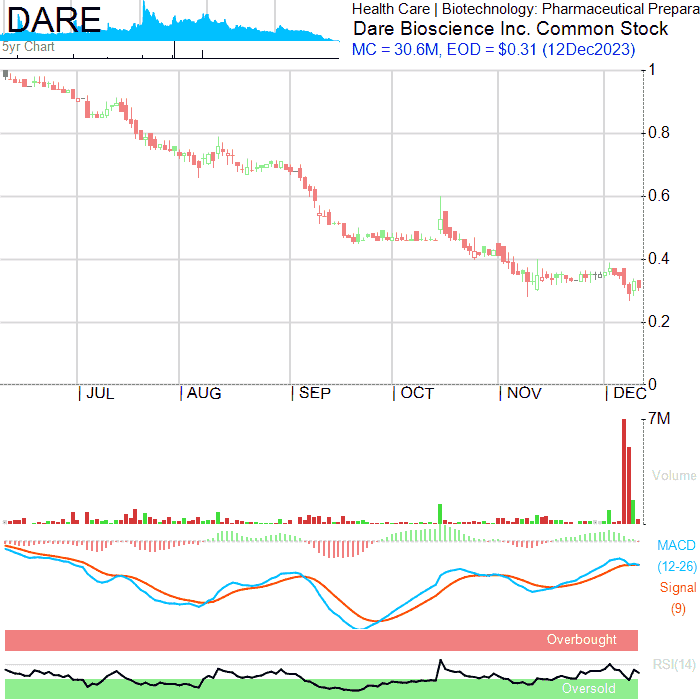 DARE
5yr Chart
Health Care | Biotechnology: Pharmaceutical Prepara
Dare Bioscience Inc. Common Stock
MC = 30.6M, EOD = $0.31 (12Dec2023)
1
0.8
0.6
0.4
0.2
0
JUL AUG SEP OCT NOV DEC
7M
Volume
MACD
(12-26)
Signal
(9)
Overbought
RSI(14)
Oversold